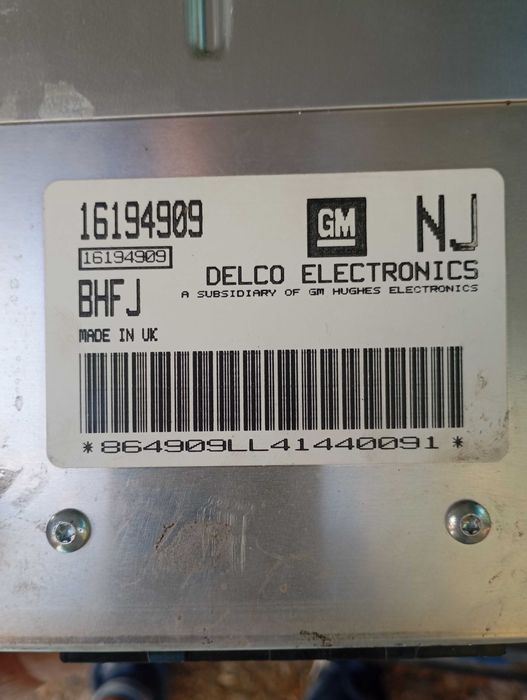 16194909
GM
NJ
16194909
DELCO ELECTRONICS
A SUBSIDIARY OF GM HUGHES ELECTRONICS
BHFJ
MADE IN UK
*864909LL41440091*